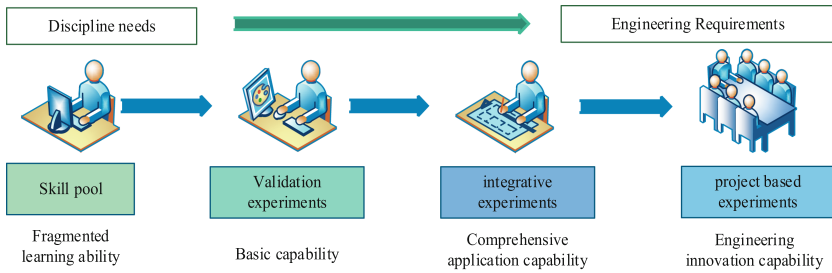 Discipline needs
Engineering Requirements
Skill pool
Validation
experiments
integrative
experiments
project based
experiments
Fragmented
learning ability
Basic capability
Comprehensive
application capability
Engineering
innovation capability